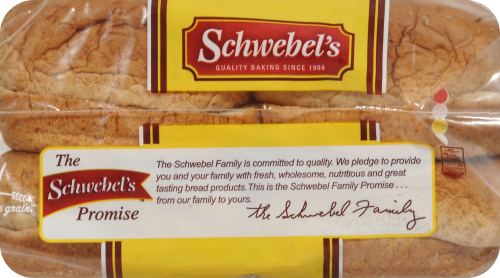 Schwebel's
QUALITY BAKING SINCE 1906
The
Schwebel's
Promise
The Schwebel Family is committed to quality. We pledge to provide
you and your family with fresh, wholesome, nutritious and great
tasting bread products. This is the Schwebel Family Promise . . .
from our family to yours.
the Schwebel Family
grain